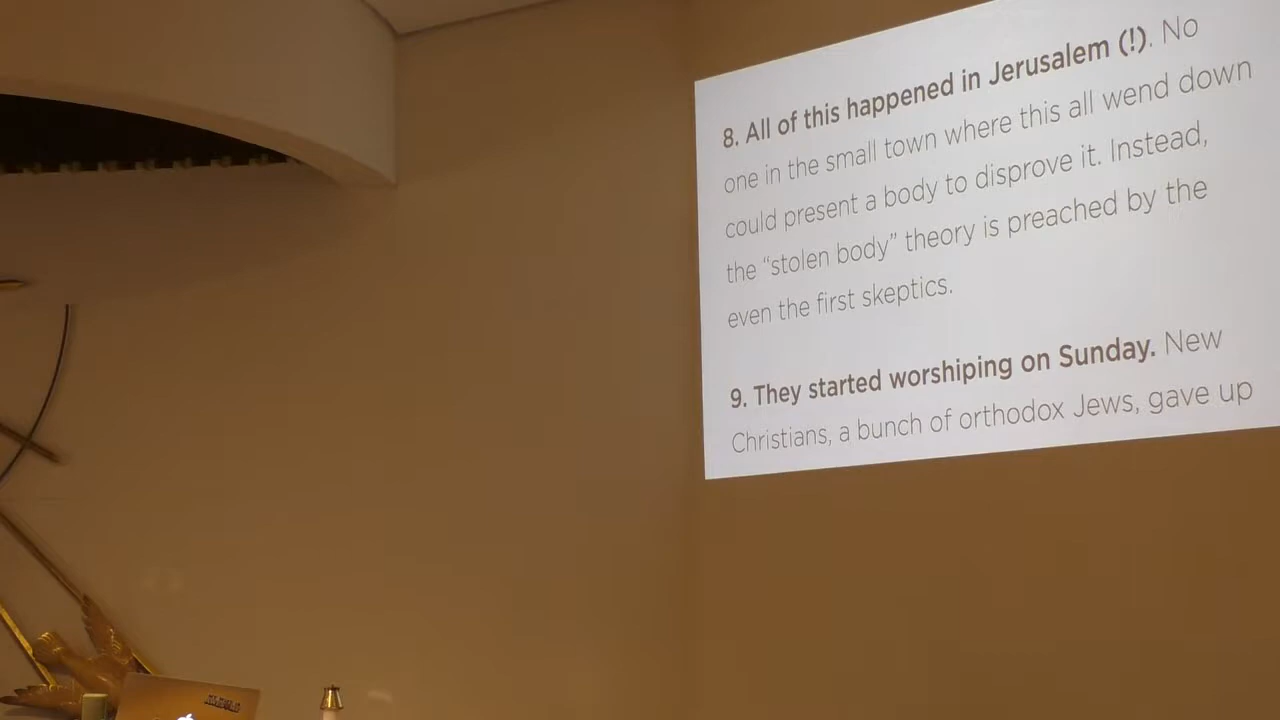 8. All of this happened in Jerusalem (!). No
one in the small town where this all wend down
could present a body to disprove it. Instead,
the “stolen body” theory is preached by the
even the first skeptics.
9. They started worshiping on Sunday. New
Christians, a bunch of orthodox Jews, gave up